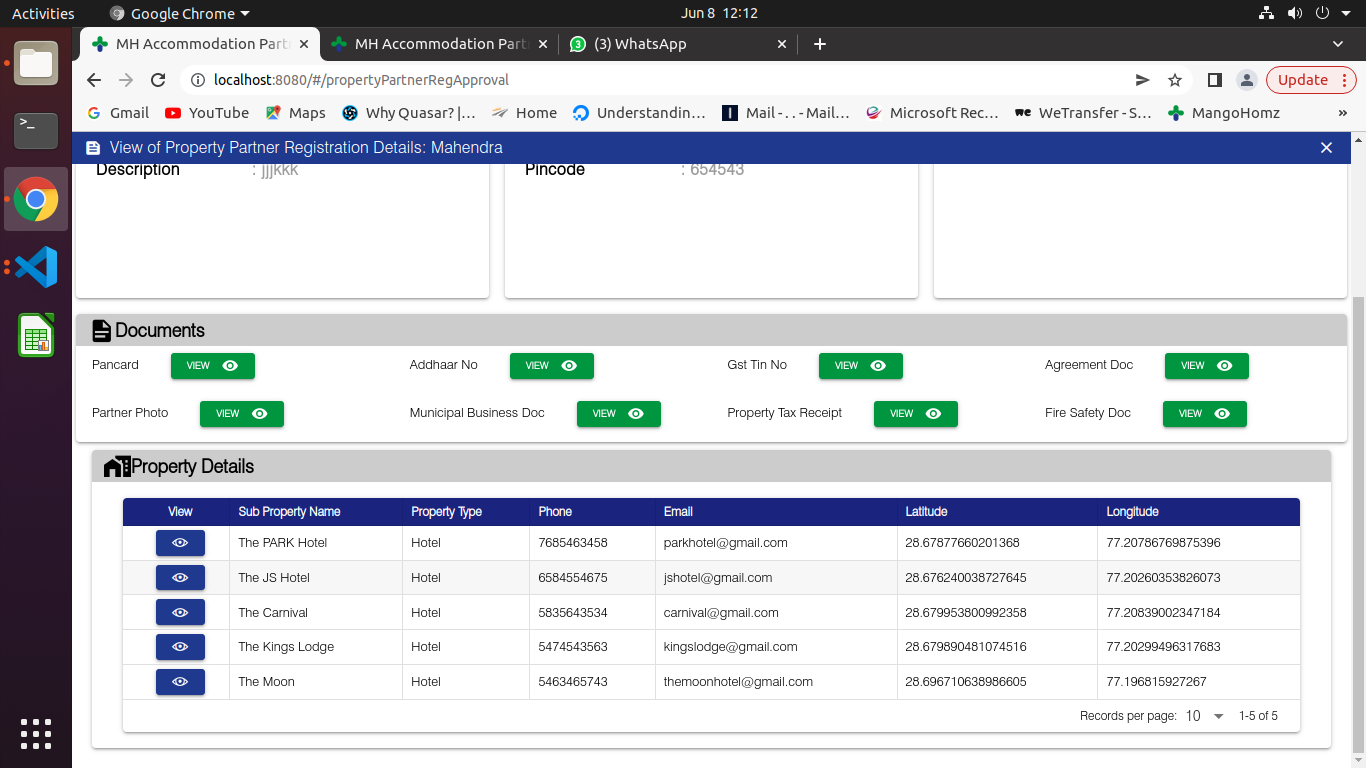 Activities Google Chrome Jun 8 12:12
MH Accommodation Part MH Accommodation Part (3) WhatsApp
localhost:8080/#/propertyPartnerRegApproval Update
Gmail YouTube Maps Why Quasar? |... Home Understandin... Mail - . . - Mail... Microsoft Rec... WeTransfer - S... MangoHomz »
View of Property Partner Registration Details: Mahendra
Description : jjjkkk Pincode : 654543
Documents
Pancard VIEW Addhaar No VIEW Gst Tin No VIEW Agreement Doc VIEW
Partner Photo VIEW Municipal Business Doc VIEW Property Tax Receipt VIEW Fire Safety Doc VIEW
Property Details
View Sub Property Name Property Type Phone Email Latitude Longitude
The PARK Hotel Hotel 7685463458 parkhotel@gmail.com 28.67877660201368 77.20786769875396
The JS Hotel Hotel 6584554675 jshotel@gmail.com 28.676240038727645 77.20260353826073
The Carnival Hotel 5835643534 carnival@gmail.com 28.679953800992358 77.20839002347184
The Kings Lodge Hotel 5474543563 kingslodge@gmail.com 28.679890481074516 77.20299496317683
The Moon Hotel 5463465743 themoonhotel@gmail.com 28.696710638986605 77.196815927267
Records per page: 10 1-5 of 5